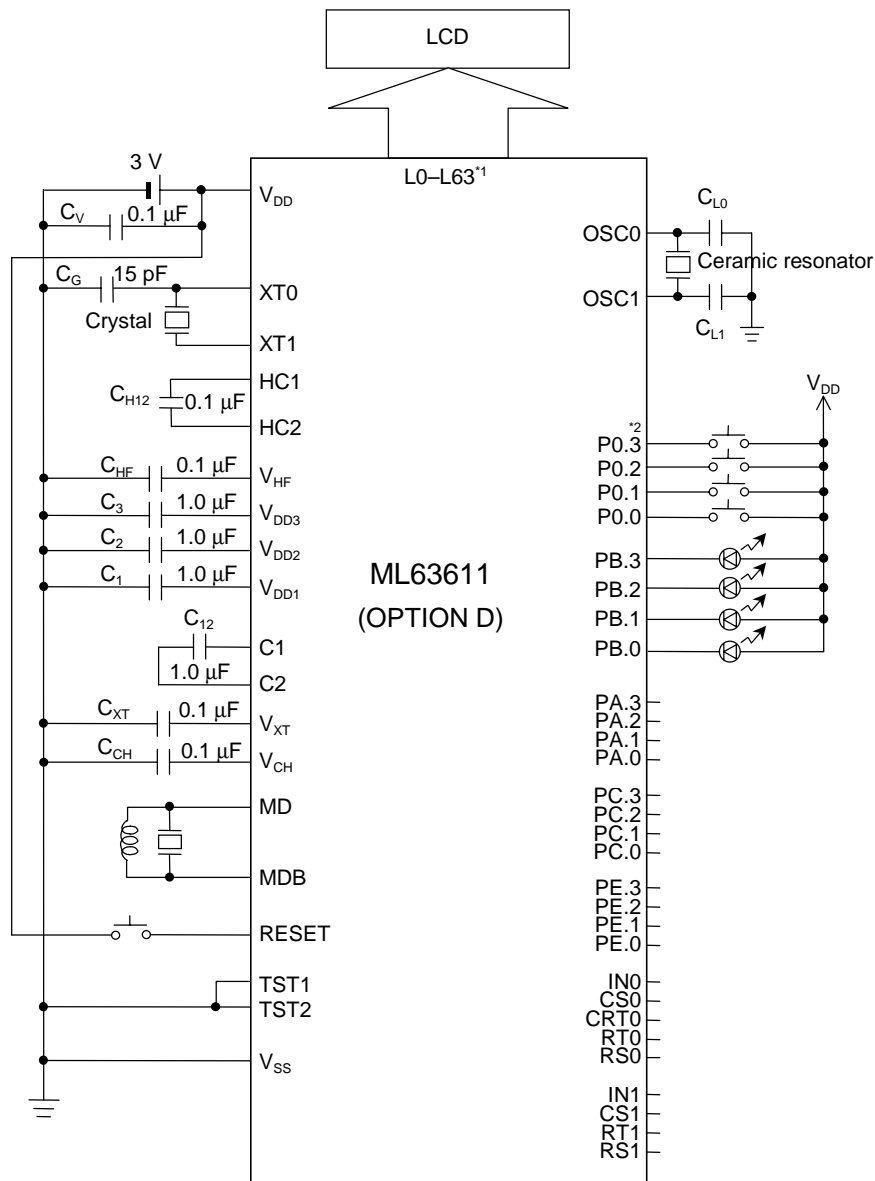 LCD
L0–L63*1
3 V
VDD
CV 0.1 µF
CG 15 pF
XT0
Crystal
XT1
HC1
CH12 0.1 µF
HC2
CHF 0.1 µF VHF
C3 1.0 µF VDD3
C2 1.0 µF VDD2
C1 1.0 µF VDD1
C12
C1
1.0 µF
C2
CXT 0.1 µF VXT
CCH 0.1 µF VCH
MD
MDB
RESET
TST1
TST2
VSS
ML63611
(OPTION D)
CL0
OSC0
Ceramic resonator
OSC1
CL1
VDD
*2
P0.3
P0.2
P0.1
P0.0
PB.3
PB.2
PB.1
PB.0
PA.3
PA.2
PA.1
PA.0
PC.3
PC.2
PC.1
PC.0
PE.3
PE.2
PE.1
PE.0
IN0
CS0
CRT0
RT0
RS0
IN1
CS1
RT1
RS1